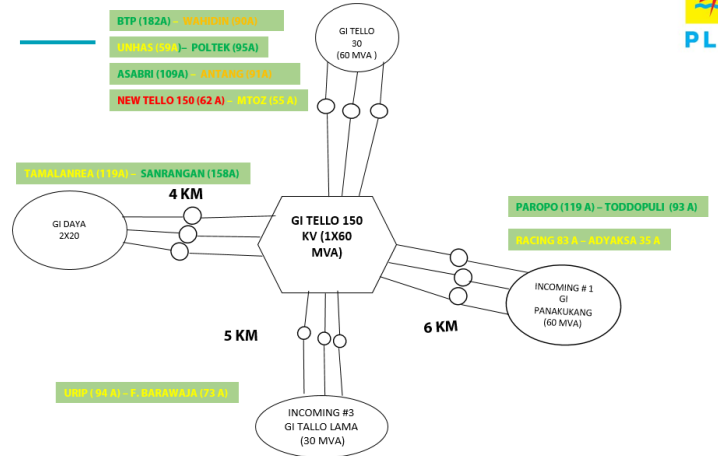 BTP (182A) –
UNHAS (59A)– POLTEK (95A)
ASABRI (109A) –
NEW TELLO 150 (62 A) – MTOZ (55 A)
GI TELLO
30
(60 MVA )
PLN
TAMALANREA (119A) – SANRANGAN (158A)
4 KM
GI DAYA
2X20
GI TELLO 150
KV (1X60
MVA)
PAROPO (119 A) – TODDOPULI (93 A)
RACING 83 A – ADYAKSA 35 A
INCOMING # 1
GI
PANAKUKANG
(60 MVA)
5 KM
6 KM
URIP ( 94 A) – F. BARAWAJA (73 A)
INCOMING #3
GI TALLO LAMA
(30 MVA)